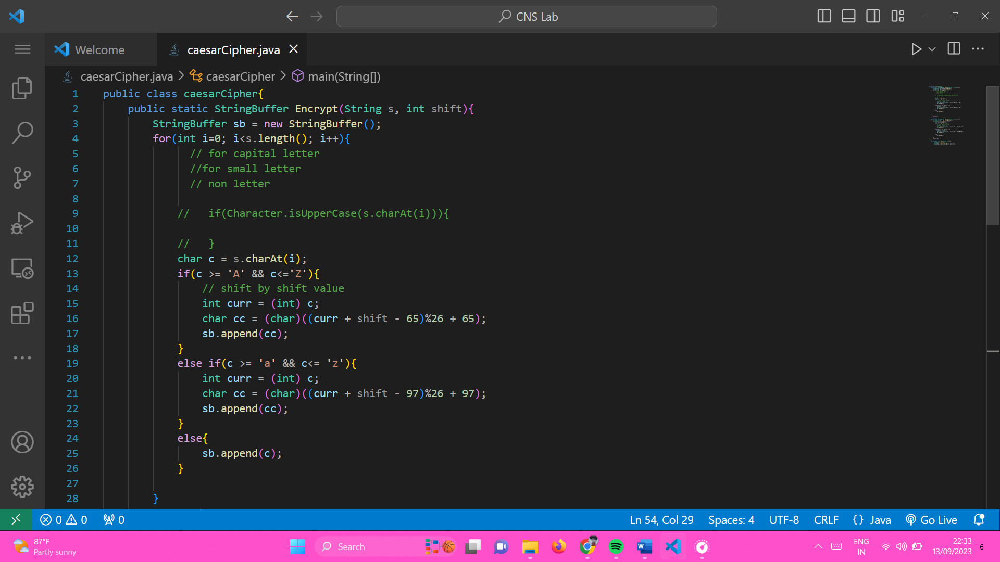 CNS Lab
Welcome
caesarCipher.java
caesarCipher.java > caesarCipher > main(String[])
1 public class caesarCipher{
2 public static StringBuffer Encrypt(String s, int shift){
3 StringBuffer sb = new StringBuffer();
4 for(int i=0; i<s.length(); i++){
5 // for capital letter
6 //for small letter
7 // non letter
8
9 //   if(Character.isUpperCase(s.charAt(i))){
10
11 //   }
12 char c = s.charAt(i);
13 if(c >= 'A' && c<='Z'){
14 // shift by shift value
15 int curr = (int) c;
16 char cc = (char)((curr + shift - 65)%26 + 65);
17 sb.append(cc);
18 }
19 else if(c >= 'a' && c<= 'z'){
20 int curr = (int) c;
21 char cc = (char)((curr + shift - 97)%26 + 97);
22 sb.append(cc);
23 }
24 else{
25 sb.append(c);
26 }
27
28 }
0 0 0 Ln 54, Col 29 Spaces: 4 UTF-8 CRLF {} Java Go Live
87°F
Partly sunny
Search
W
ENG
IN
22:33
13/09/2023
6